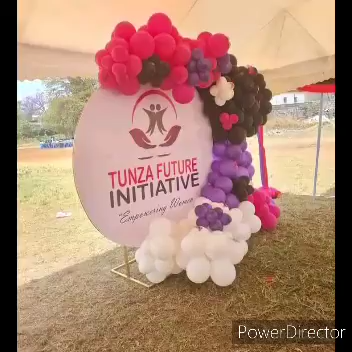 TUNZA FUTURE
INITIATIVE
"Empowering Women
PowerDirector